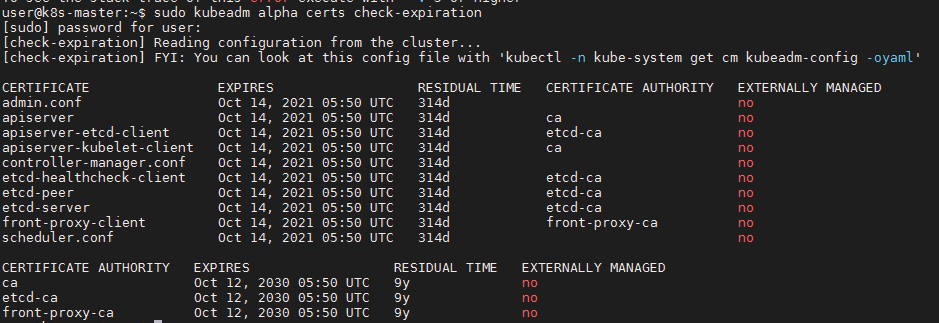 To see the stack trace of this error execute with
user@k8s-master:~$ sudo kubeadm alpha certs check-expiration
[sudo] password for user:
[check-expiration] Reading configuration from the cluster...
[check-expiration] FYI: You can look at this config file with 'kubectl -n kube-system get cm kubeadm-config -oyaml'
CERTIFICATE EXPIRES RESIDUAL TIME CERTIFICATE AUTHORITY EXTERNALLY MANAGED
admin.conf Oct 14, 2021 05:50 UTC 314d no
apiserver Oct 14, 2021 05:50 UTC 314d ca no
apiserver-etcd-client Oct 14, 2021 05:50 UTC 314d etcd-ca no
apiserver-kubelet-client Oct 14, 2021 05:50 UTC 314d ca no
controller-manager.conf Oct 14, 2021 05:50 UTC 314d no
etcd-healthcheck-client Oct 14, 2021 05:50 UTC 314d etcd-ca no
etcd-peer Oct 14, 2021 05:50 UTC 314d etcd-ca no
etcd-server Oct 14, 2021 05:50 UTC 314d etcd-ca no
front-proxy-client Oct 14, 2021 05:50 UTC 314d front-proxy-ca no
scheduler.conf Oct 14, 2021 05:50 UTC 314d no
CERTIFICATE AUTHORITY EXPIRES RESIDUAL TIME EXTERNALLY MANAGED
ca Oct 12, 2030 05:50 UTC 9y no
etcd-ca Oct 12, 2030 05:50 UTC 9y no
front-proxy-ca Oct 12, 2030 05:50 UTC 9y no